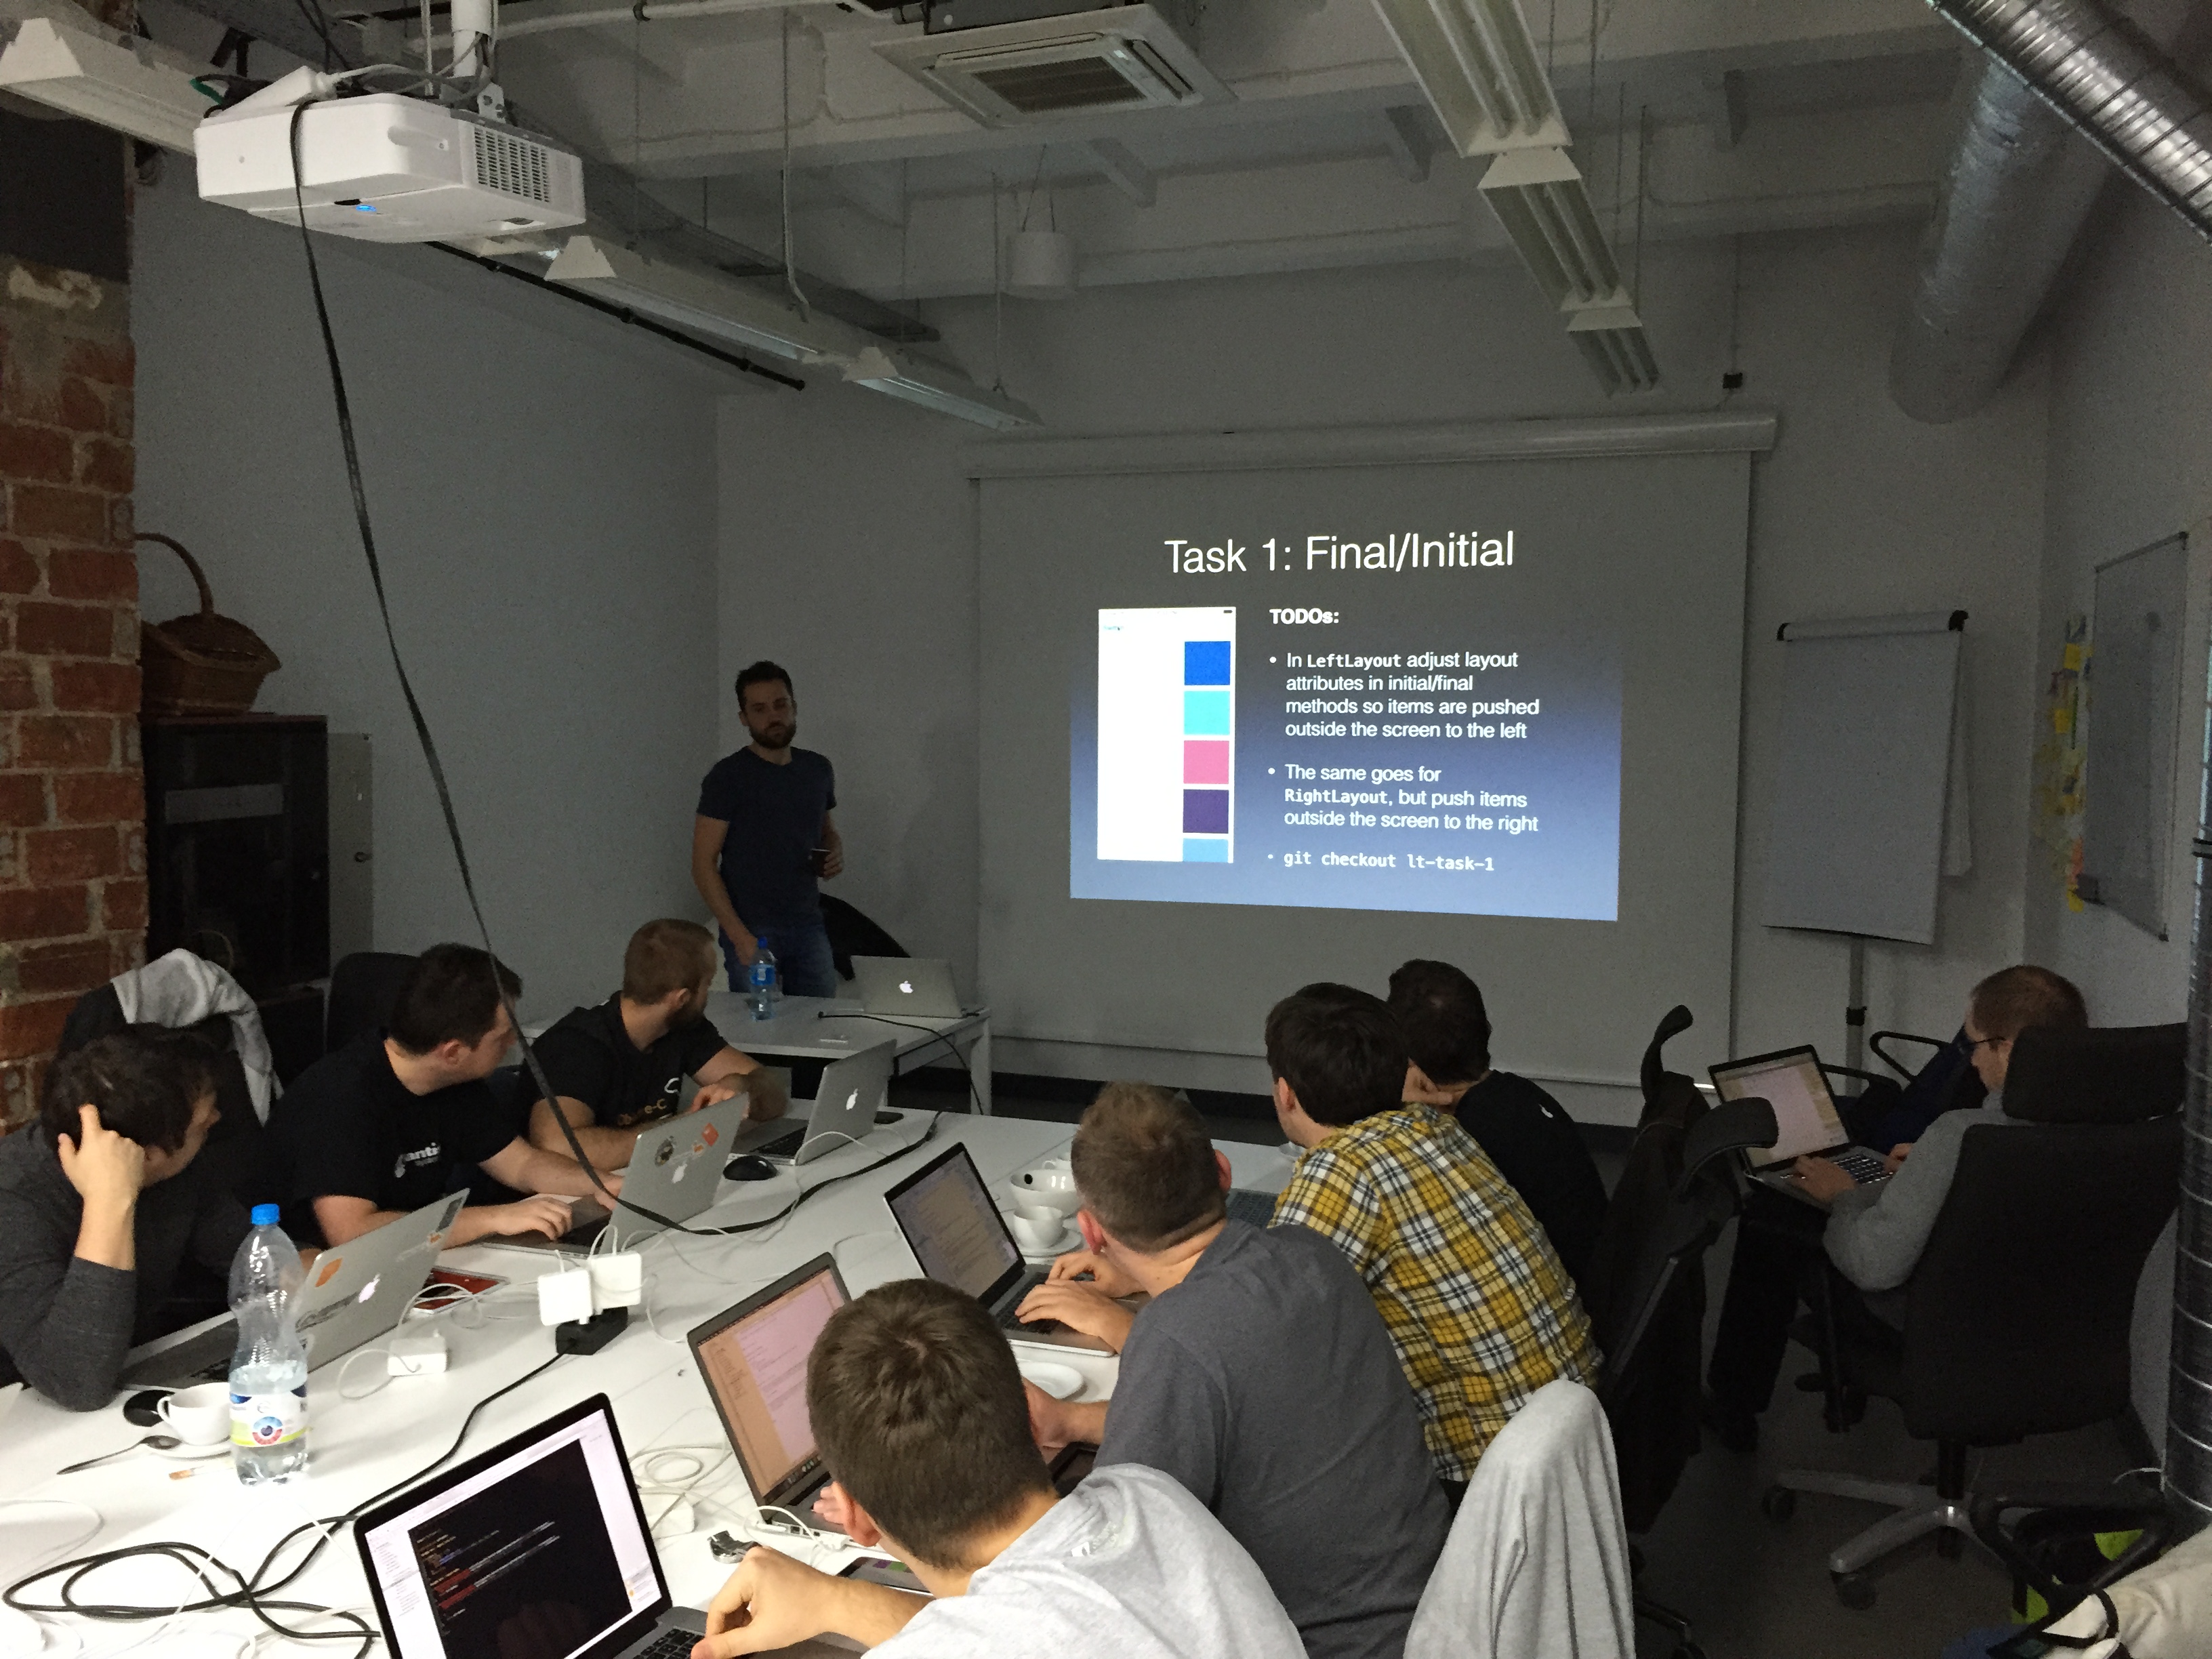 Task 1: Final/Initial
TODOs:
• In LeftLayout adjust layout
attributes in initial/final
methods so items are pushed
outside the screen to the left
• The same goes for
RightLayout, but push items
outside the screen to the right
• git checkout lt-task-1